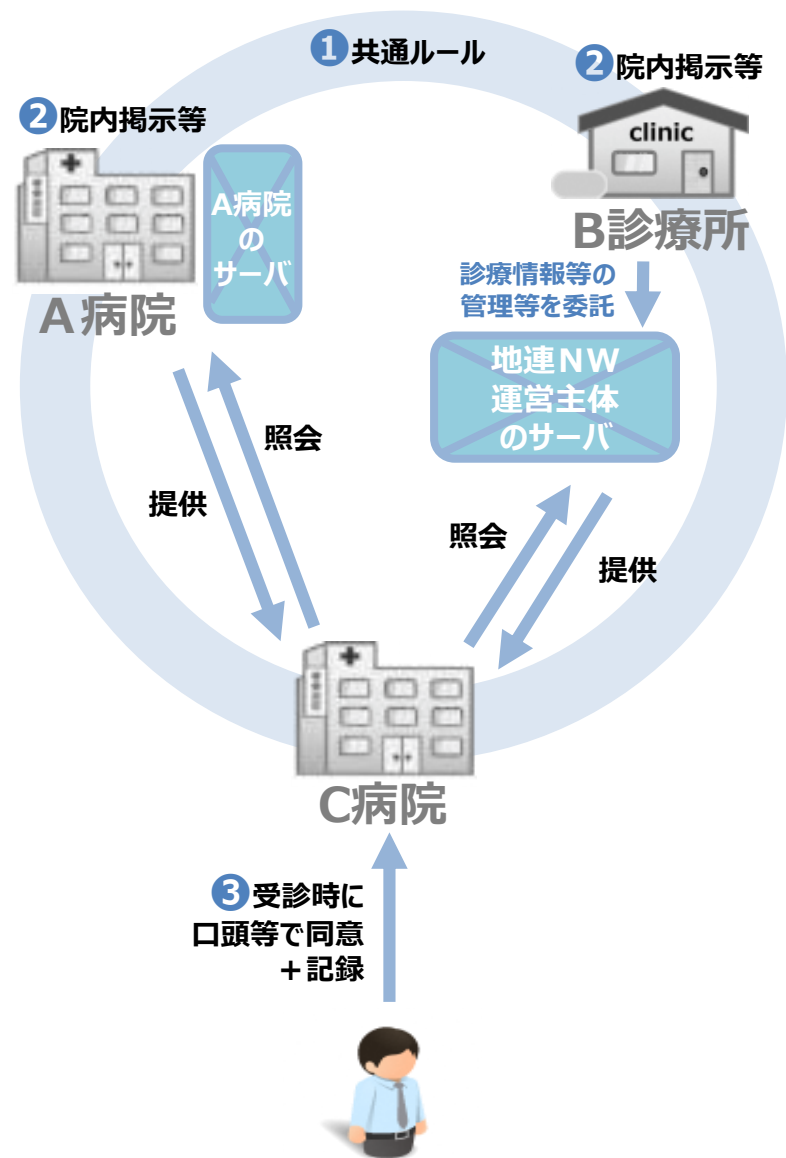 ❶共通ルール
❷院内掲示等
clinic
B診療所
❷院内掲示等
A病院
の
サーバ
A病院
診療情報等の
管理等を委託
地連NW
運営主体
のサーバ
照会
提供
照会
提供
C病院
❸受診時に
口頭等で同意
+記録